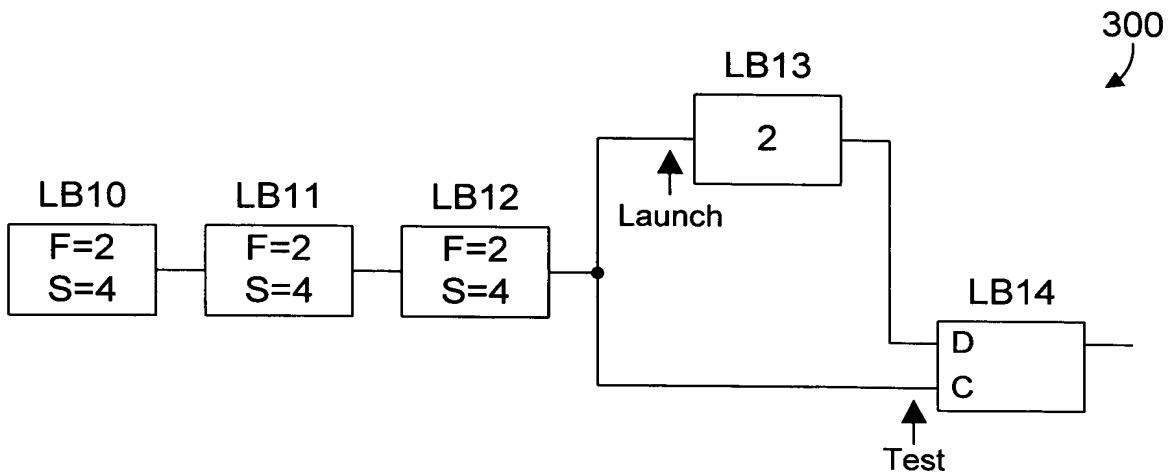 300
LB13
2
Launch
LB10
F=2
S=4
LB11
F=2
S=4
LB12
F=2
S=4
LB14
D
C
Test